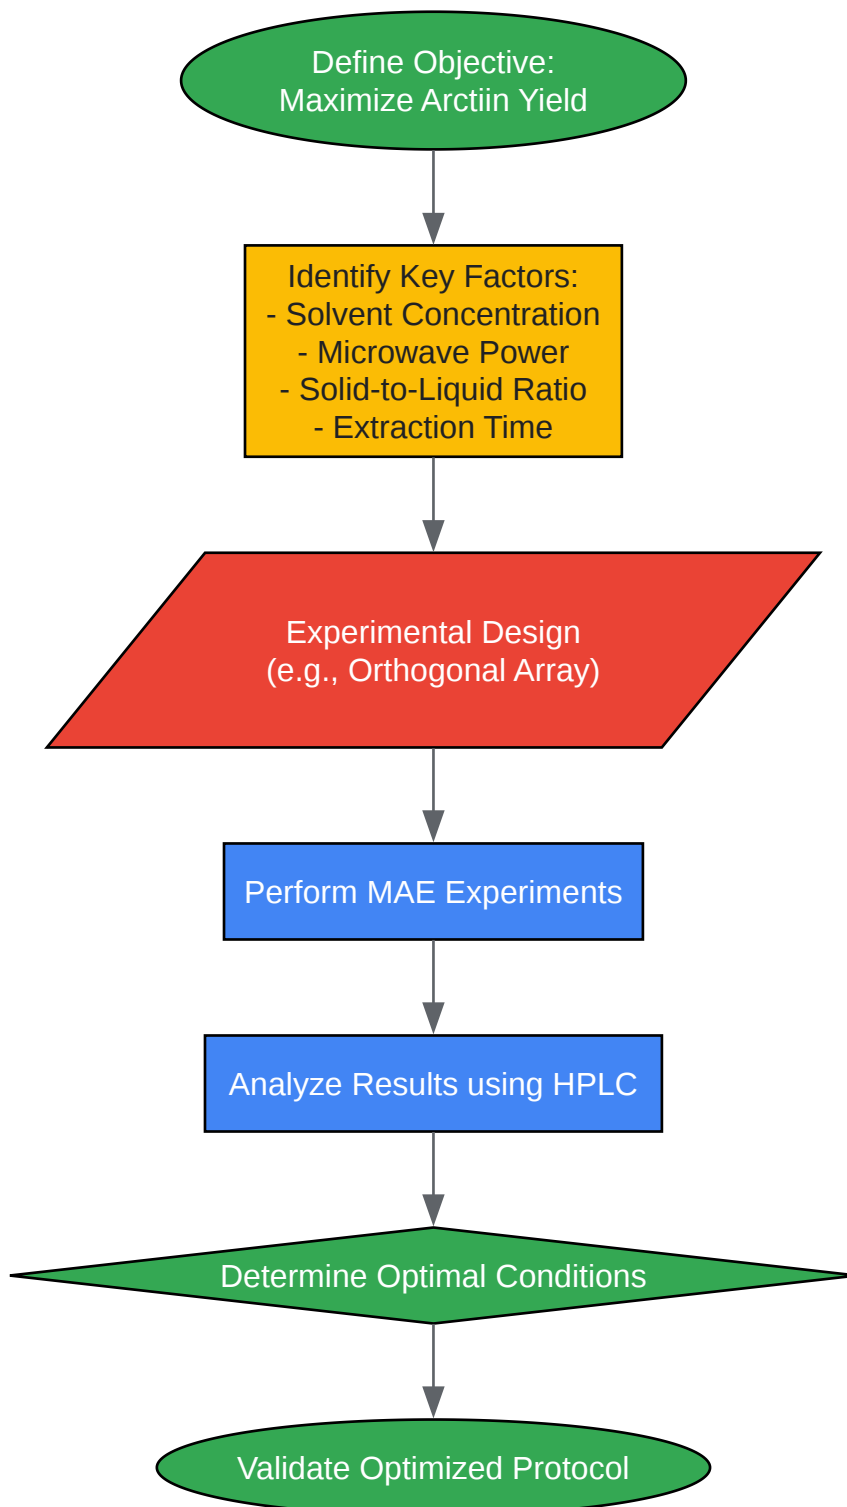 Define Objective:
Maximize Arctiin Yield
Identify Key Factors:
- Solvent Concentration
- Microwave Power
- Solid-to-Liquid Ratio
- Extraction Time
Experimental Design
(e.g., Orthogonal Array)
Perform MAE Experiments
Analyze Results using HPLC
Determine Optimal Conditions
Validate Optimized Protocol